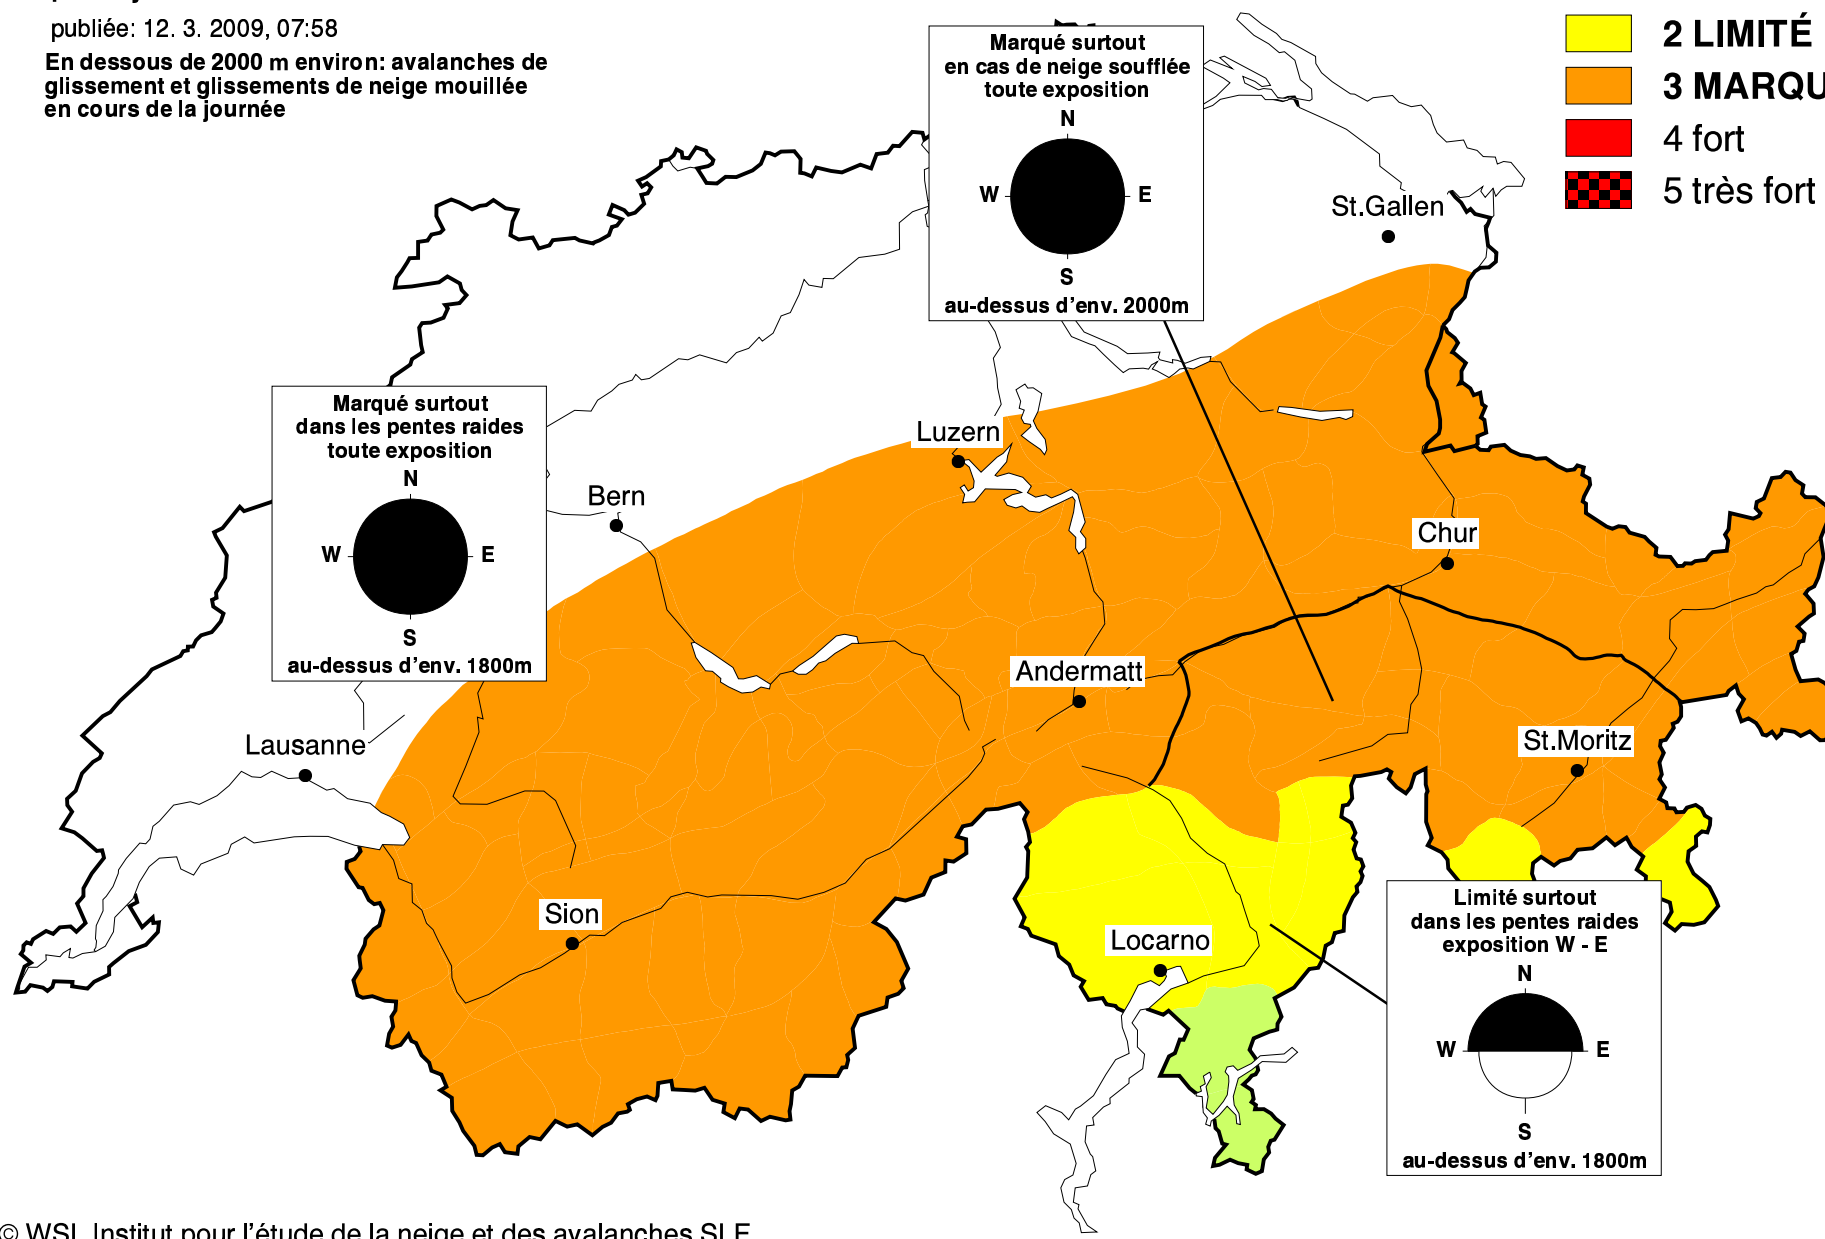 publiée: 12. 3. 2009, 07:58
En dessous de 2000 m environ: avalanches de
glissement et glissements de neige mouillée
en cours de la journée
2 LIMITÉ
3 MARQU
4 fort
5 très fort
Marqué surtout
en cas de neige soufflée
toute exposition
N
W E
S
au-dessus d'env. 2000m
St.Gallen
Marqué surtout
dans les pentes raides
toute exposition
N
W E
S
au-dessus d'env. 1800m
Luzern
Bern
Chur
Andermatt
Lausanne
St.Moritz
Sion
Locarno
Limité surtout
dans les pentes raides
exposition W - E
N
W E
S
au-dessus d'env. 1800m
© WSL Institut pour l'étude de la neige et des avalanches SLF